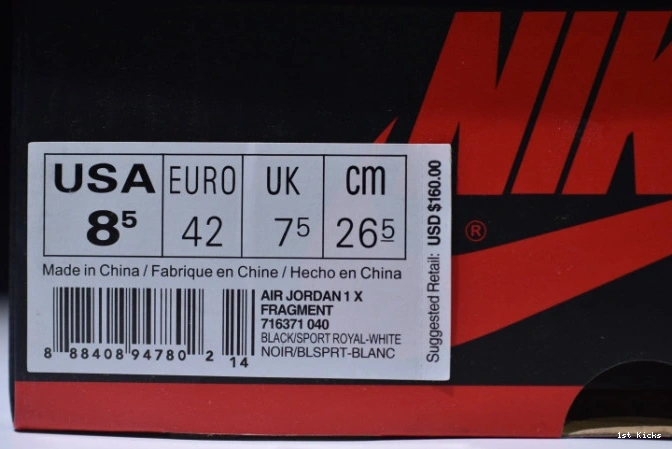 NIK
®
USA EURO UK cm
8⁵ 42 7⁵ 26⁵
Made in China / Fabrique en Chine / Hecho en China
AIR JORDAN 1 X
FRAGMENT
716371 040
BLACK/SPORT ROYAL-WHITE
NOIR/BLSPRT-BLANC
8 88408 94780 2 14
Suggested Retail: USD $160.00
1st Kicks